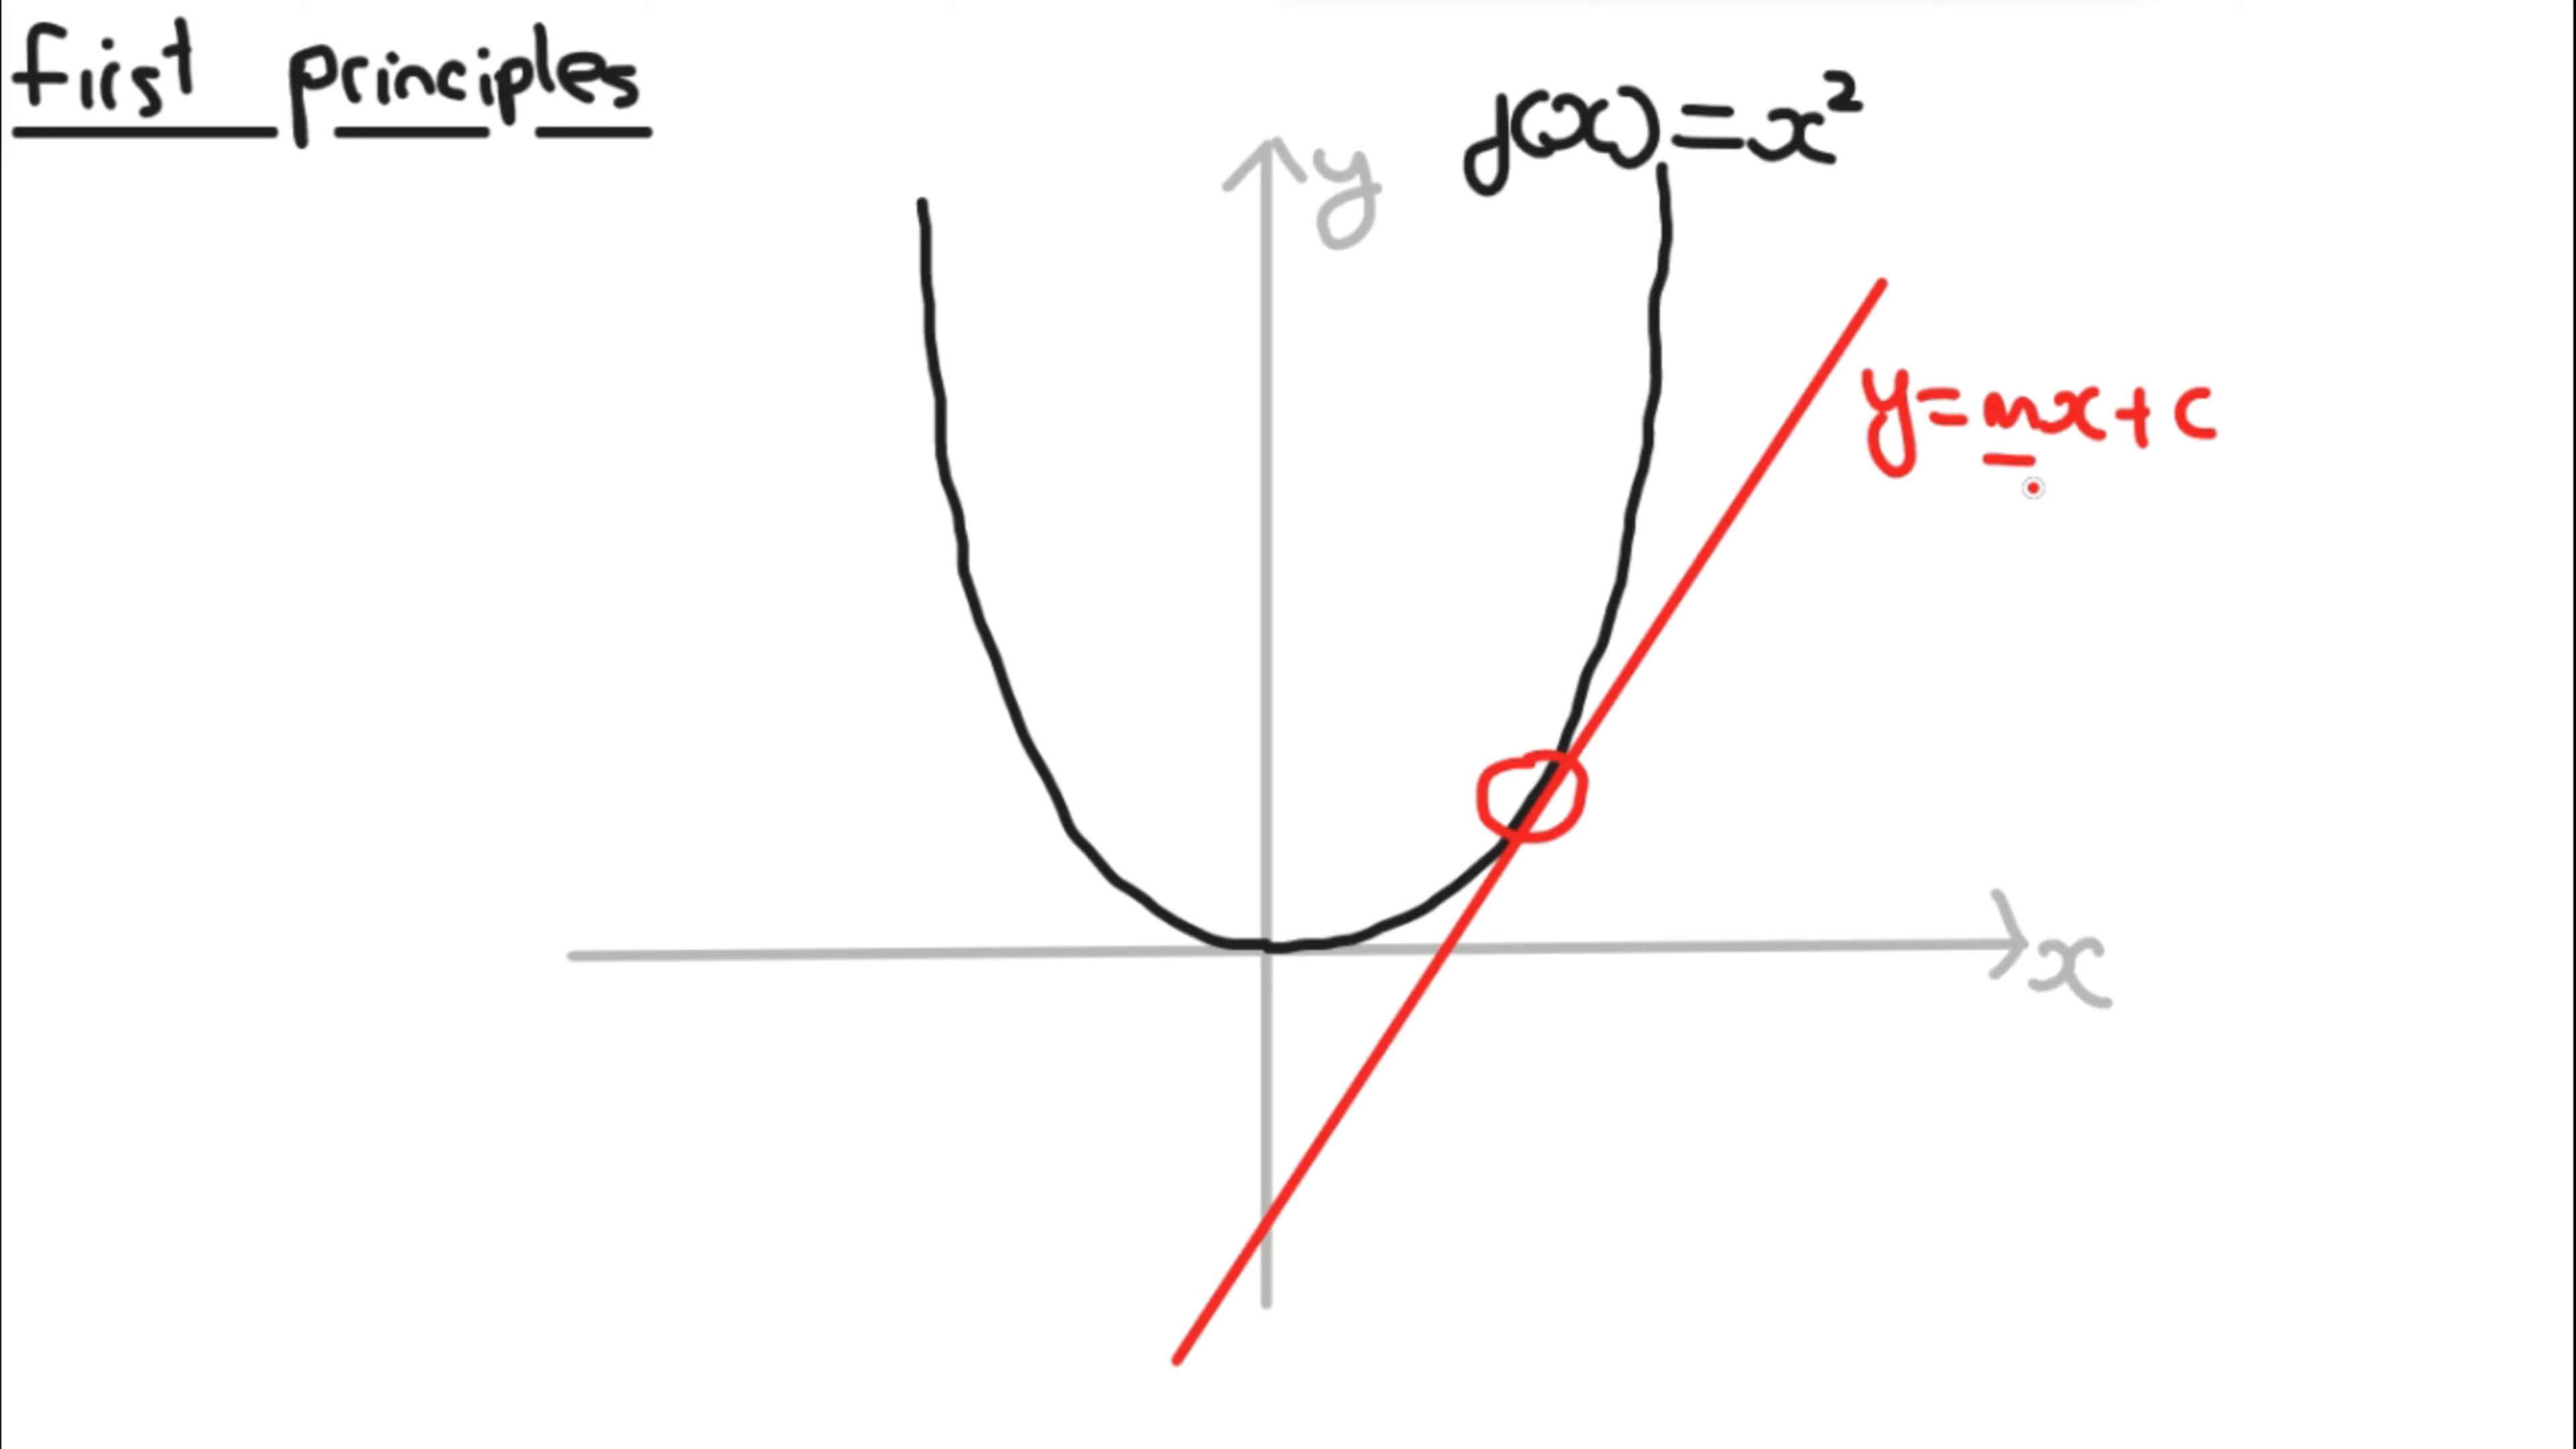 first principles
f(x)=x²
y
y=mx+c
x